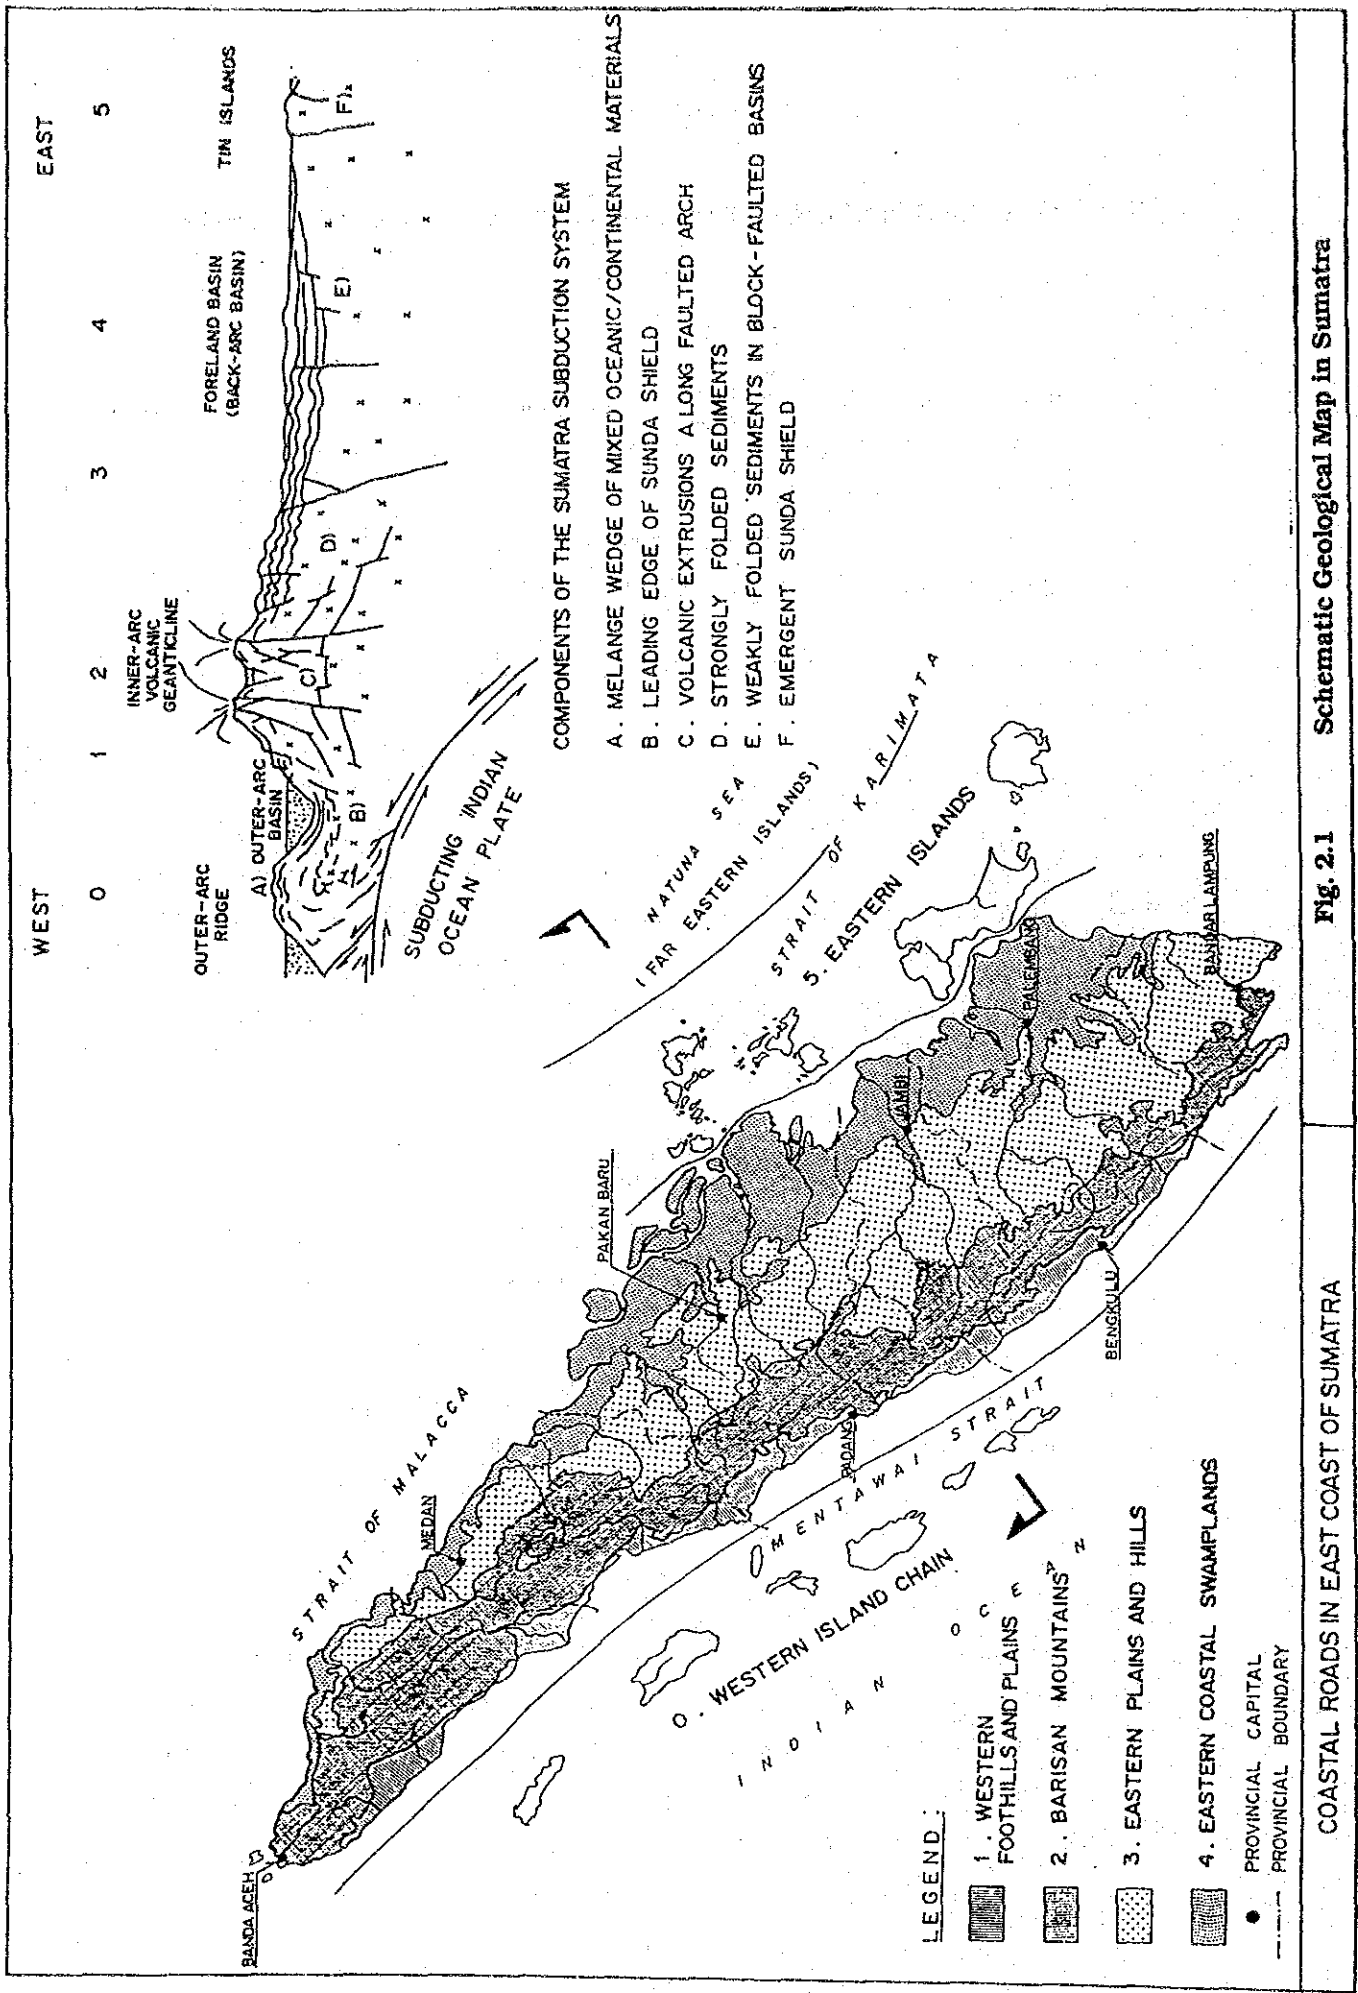 WEST
EAST
0
1
2
3
4
5
OUTER-ARC
RIDGE
A) OUTER-ARC
BASIN
INNER-ARC
VOLCANIC
GEANTICLINE
FORELAND BASIN
(BACK-ARC BASIN)
TIN ISLANDS
A
B)
C)
D)
E)
F)
SUBDUCTING INDIAN
OCEAN PLATE
COMPONENTS OF THE SUMATRA SUBDUCTION SYSTEM
A. MELANGE WEDGE OF MIXED OCEANIC/CONTINENTAL MATERIALS
B. LEADING EDGE OF SUNDA SHIELD
C. VOLCANIC EXTRUSIONS A LONG FAULTED ARCH
D. STRONGLY FOLDED SEDIMENTS
E. WEAKLY FOLDED SEDIMENTS IN BLOCK-FAULTED BASINS
F. EMERGENT SUNDA SHIELD
BANDA ACEH
STRAIT OF MALACCA
MEDAN
PAKAN BARU
NATUNA SEA
(FAR EASTERN ISLANDS)
STRAIT OF KARIMATA
5. EASTERN ISLANDS
JAMBI
PALEMBANG
BANDAR LAMPUNG
BENGKULU
PADANG
MENTAWAI STRAIT
0. WESTERN ISLAND CHAIN
INDIAN OCEAN
LEGEND:
1. WESTERN
FOOTHILLS AND PLAINS
2. BARISAN MOUNTAINS
3. EASTERN PLAINS AND HILLS
4. EASTERN COASTAL SWAMPLANDS
PROVINCIAL CAPITAL
PROVINCIAL BOUNDARY
COASTAL ROADS IN EAST COAST OF SUMATRA
Fig. 2.1 Schematic Geological Map in Sumatra